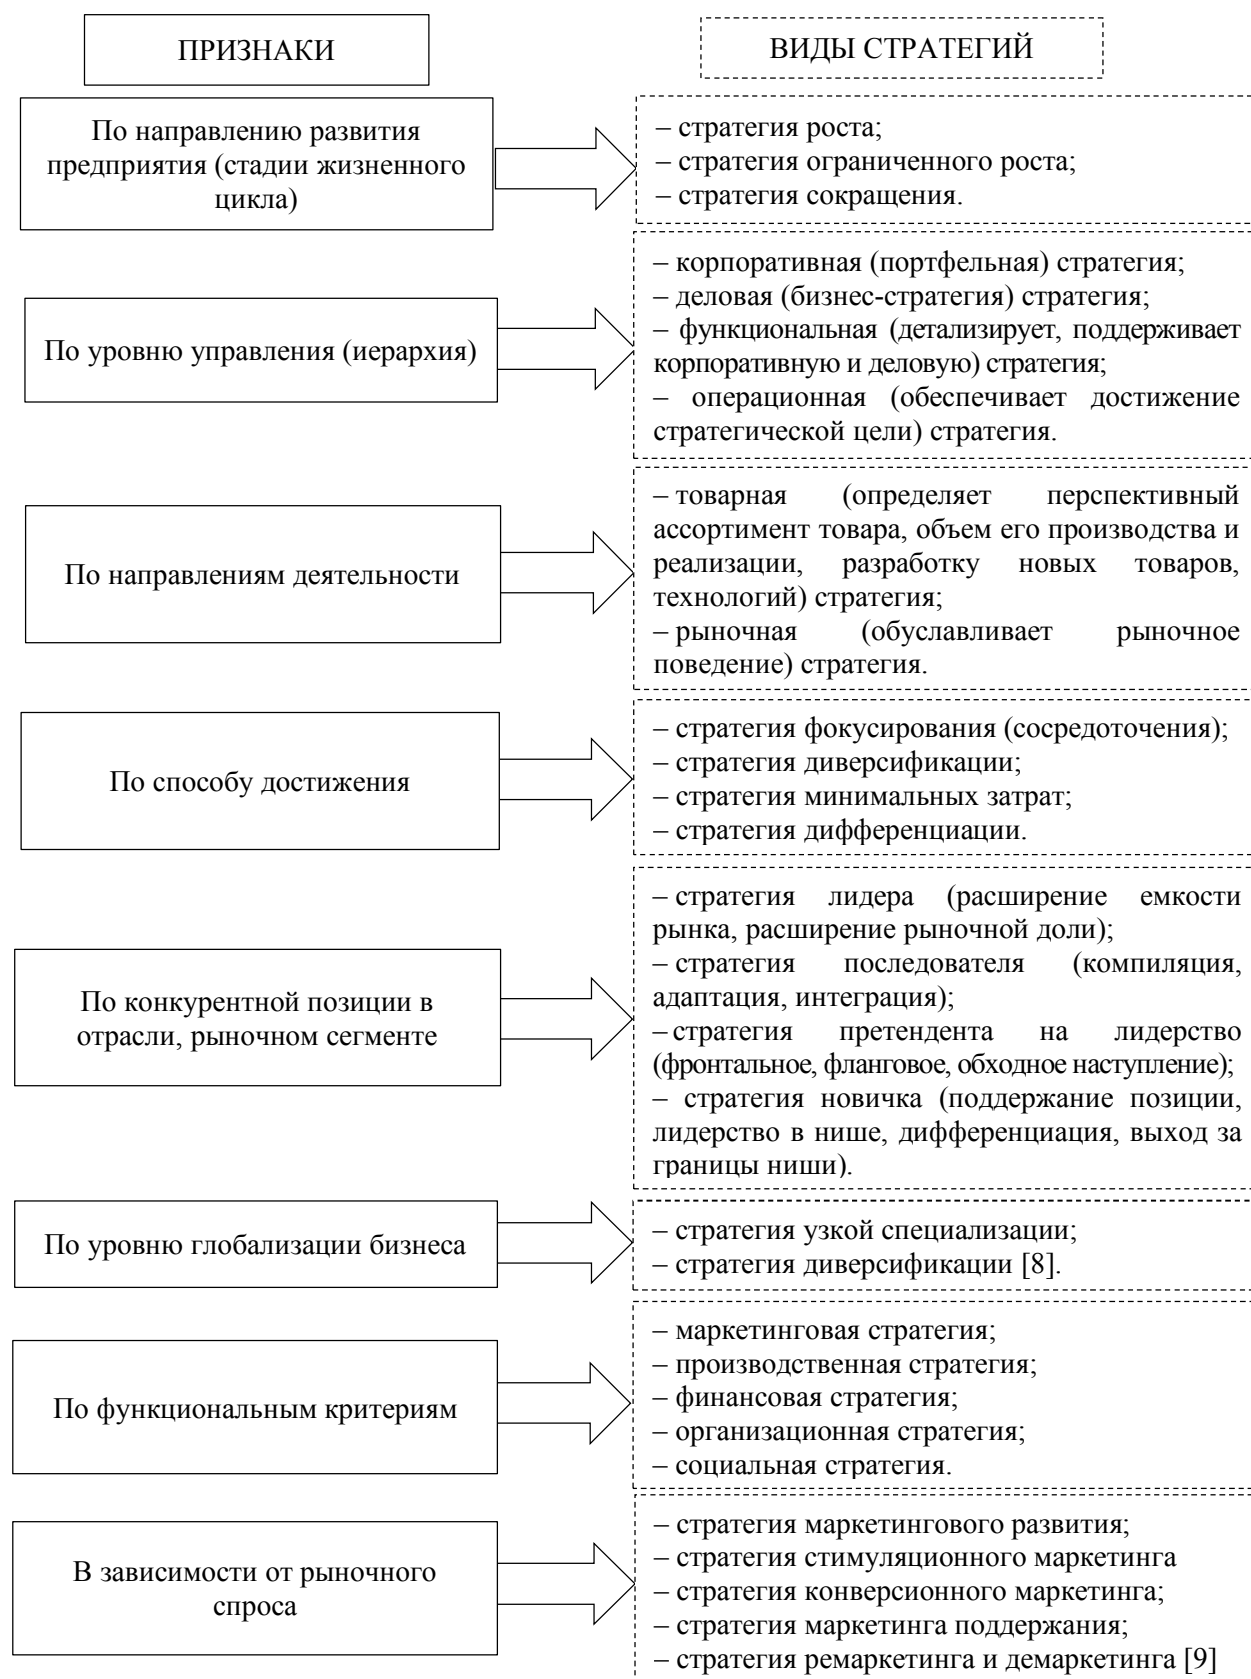 ПРИЗНАКИ
ВИДЫ СТРАТЕГИЙ
По направлению развития
предприятия (стадии жизненного
цикла)
– стратегия роста;
– стратегия ограниченного роста;
– стратегия сокращения.
По уровню управления (иерархия)
– корпоративная (портфельная) стратегия;
– деловая (бизнес-стратегия) стратегия;
– функциональная (детализирует, поддерживает
корпоративную и деловую) стратегия;
– операционная (обеспечивает достижение
стратегической цели) стратегия.
По направлениям деятельности
– товарная (определяет перспективный
ассортимент товара, объем его производства и
реализации, разработку новых товаров,
технологий) стратегия;
– рыночная (обуславливает рыночное
поведение) стратегия.
По способу достижения
– стратегия фокусирования (сосредоточения);
– стратегия диверсификации;
– стратегия минимальных затрат;
– стратегия дифференциации.
По конкурентной позиции в
отрасли, рыночном сегменте
– стратегия лидера (расширение емкости
рынка, расширение рыночной доли);
– стратегия последователя (компиляция,
адаптация, интеграция);
– стратегия претендента на лидерство
(фронтальное, фланговое, обходное наступление);
– стратегия новичка (поддержание позиции,
лидерство в нише, дифференциация, выход за
границы ниши).
По уровню глобализации бизнеса
– стратегия узкой специализации;
– стратегия диверсификации [8].
По функциональным критериям
– маркетинговая стратегия;
– производственная стратегия;
– финансовая стратегия;
– организационная стратегия;
– социальная стратегия.
В зависимости от рыночного
спроса
– стратегия маркетингового развития;
– стратегия стимуляционного маркетинга
– стратегия конверсионного маркетинга;
– стратегия маркетинга поддержания;
– стратегия ремаркетинга и демаркетинга [9]